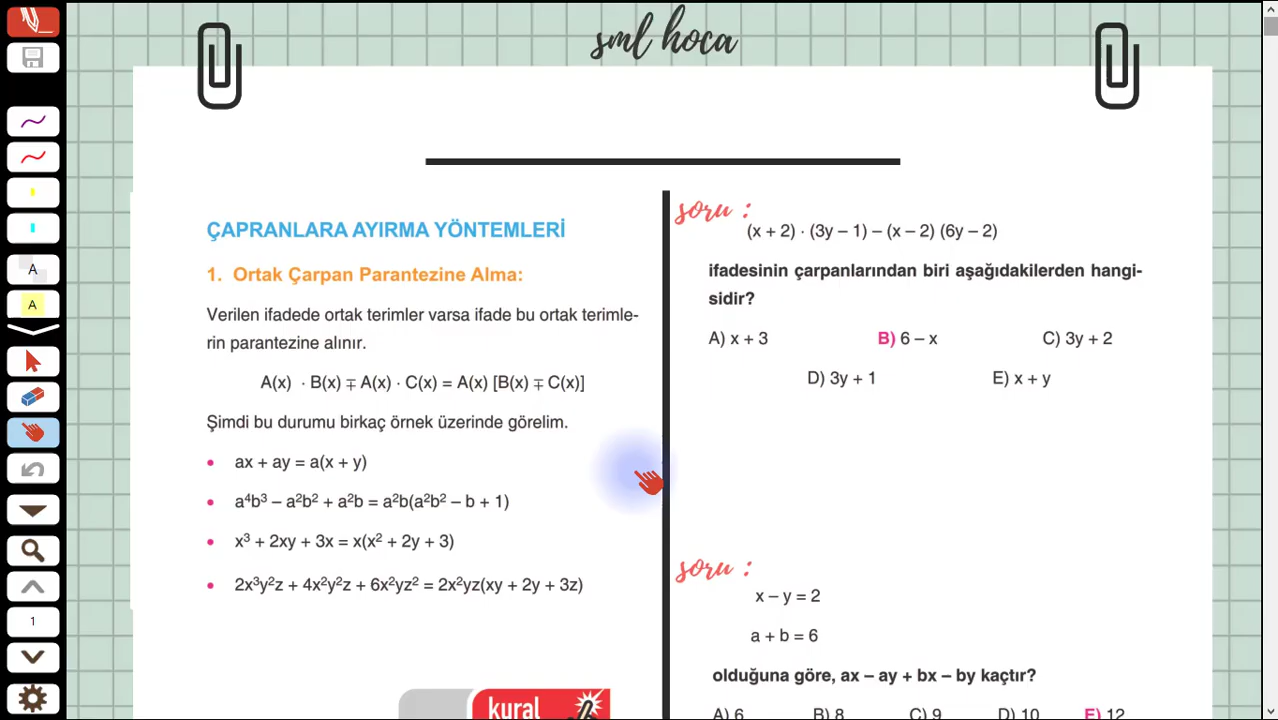 sml hoca
ÇAPRANLARA AYIRMA YÖNTEMLERİ
1. Ortak Çarpan Parantezine Alma:
Verilen ifadede ortak terimler varsa ifade bu ortak terimle-
rin parantezine alınır.
A(x) · B(x) ∓ A(x) · C(x) = A(x) [B(x) ∓ C(x)]
Şimdi bu durumu birkaç örnek üzerinde görelim.
• ax + ay = a(x + y)
• a⁴b³ – a²b² + a²b = a²b(a²b² – b + 1)
• x³ + 2xy + 3x = x(x² + 2y + 3)
• 2x³y²z + 4x²y²z + 6x²yz² = 2x²yz(xy + 2y + 3z)
kural
soru :
(x + 2) · (3y – 1) – (x – 2) (6y – 2)
ifadesinin çarpanlarından biri aşağıdakilerden hangi-
sidir?
A) x + 3 B) 6 – x C) 3y + 2
D) 3y + 1 E) x + y
soru :
x – y = 2
a + b = 6
olduğuna göre, ax – ay + bx – by kaçtır?
A) 6 B) 8 C) 9 D) 10 E) 12
A
A
1